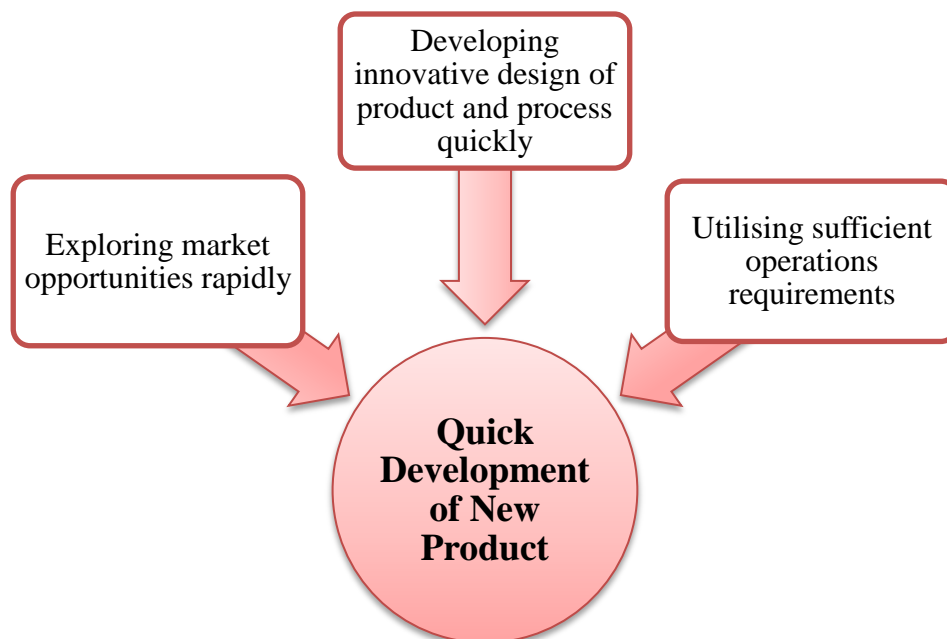 Developing
innovative design of
product and process
quickly
Exploring market
opportunities rapidly
Utilising sufficient
operations
requirements
Quick
Development
of New
Product